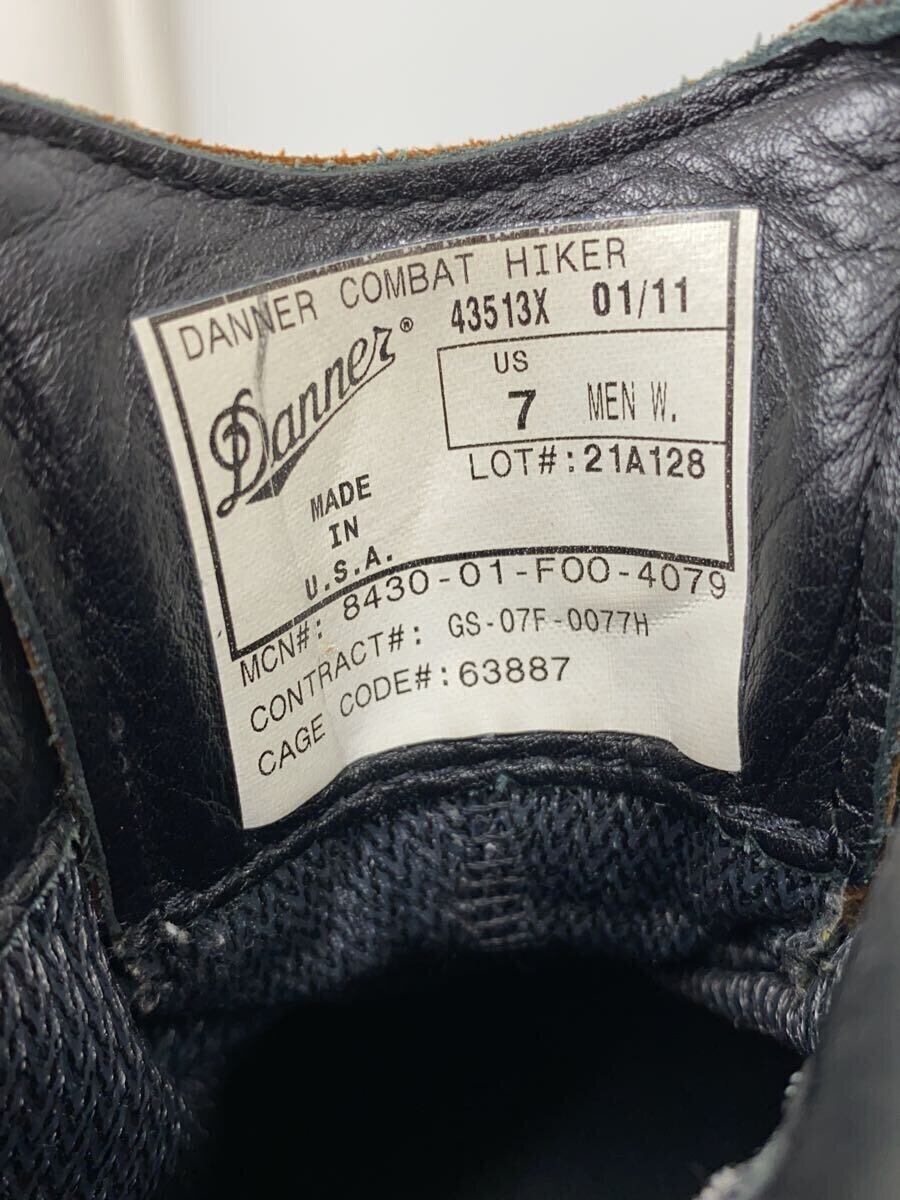 DANNER COMBAT HIKER
43513X 01/11
Danner®
US
7 MEN W.
LOT#:21A128
MADE
IN
U.S.A.
MCN#: 8430-01-F00-4079
CONTRACT#: GS-07F-0077H
CAGE CODE#:63887